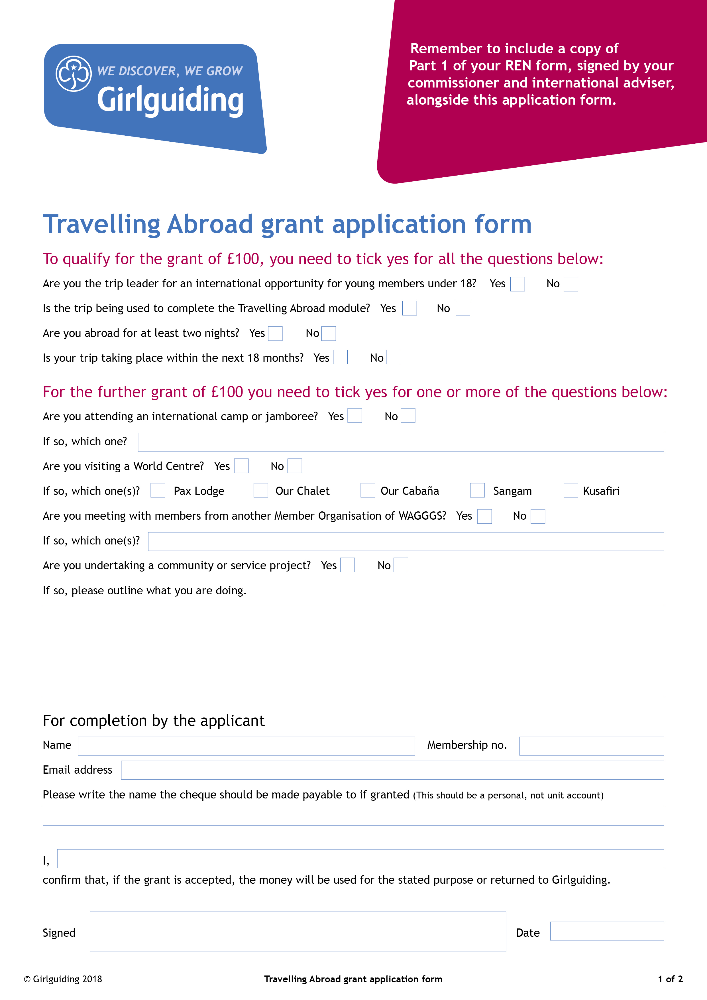 WE DISCOVER, WE GROW
Girlguiding
Remember to include a copy of
Part 1 of your REN form, signed by your
commissioner and international adviser,
alongside this application form.
Travelling Abroad grant application form
To qualify for the grant of £100, you need to tick yes for all the questions below:
Are you the trip leader for an international opportunity for young members under 18? Yes No
Is the trip being used to complete the Travelling Abroad module? Yes No
Are you abroad for at least two nights? Yes No
Is your trip taking place within the next 18 months? Yes No
For the further grant of £100 you need to tick yes for one or more of the questions below:
Are you attending an international camp or jamboree? Yes No
If so, which one?
Are you visiting a World Centre? Yes No
If so, which one(s)? Pax Lodge Our Chalet Our Cabaña Sangam Kusafiri
Are you meeting with members from another Member Organisation of WAGGGS? Yes No
If so, which one(s)?
Are you undertaking a community or service project? Yes No
If so, please outline what you are doing.
For completion by the applicant
Name Membership no.
Email address
Please write the name the cheque should be made payable to if granted (This should be a personal, not unit account)
I,
confirm that, if the grant is accepted, the money will be used for the stated purpose or returned to Girlguiding.
Signed Date
© Girlguiding 2018 Travelling Abroad grant application form 1 of 2